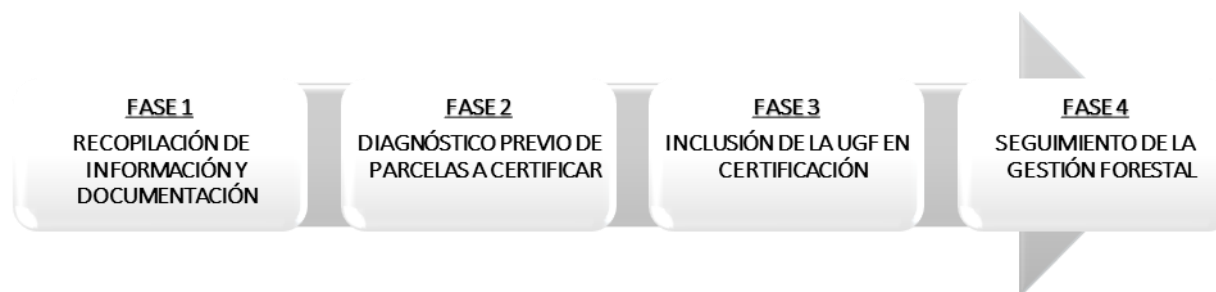 FASE 1
RECOPILACIÓN DE
INFORMACIÓN Y
DOCUMENTACIÓN
FASE 2
DIAGNÓSTICO PREVIO DE
PARCELAS A CERTIFICAR
FASE 3
INCLUSIÓN DE LA UGF EN
CERTIFICACIÓN
FASE 4
SEGUIMIENTO DE LA
GESTIÓN FORESTAL